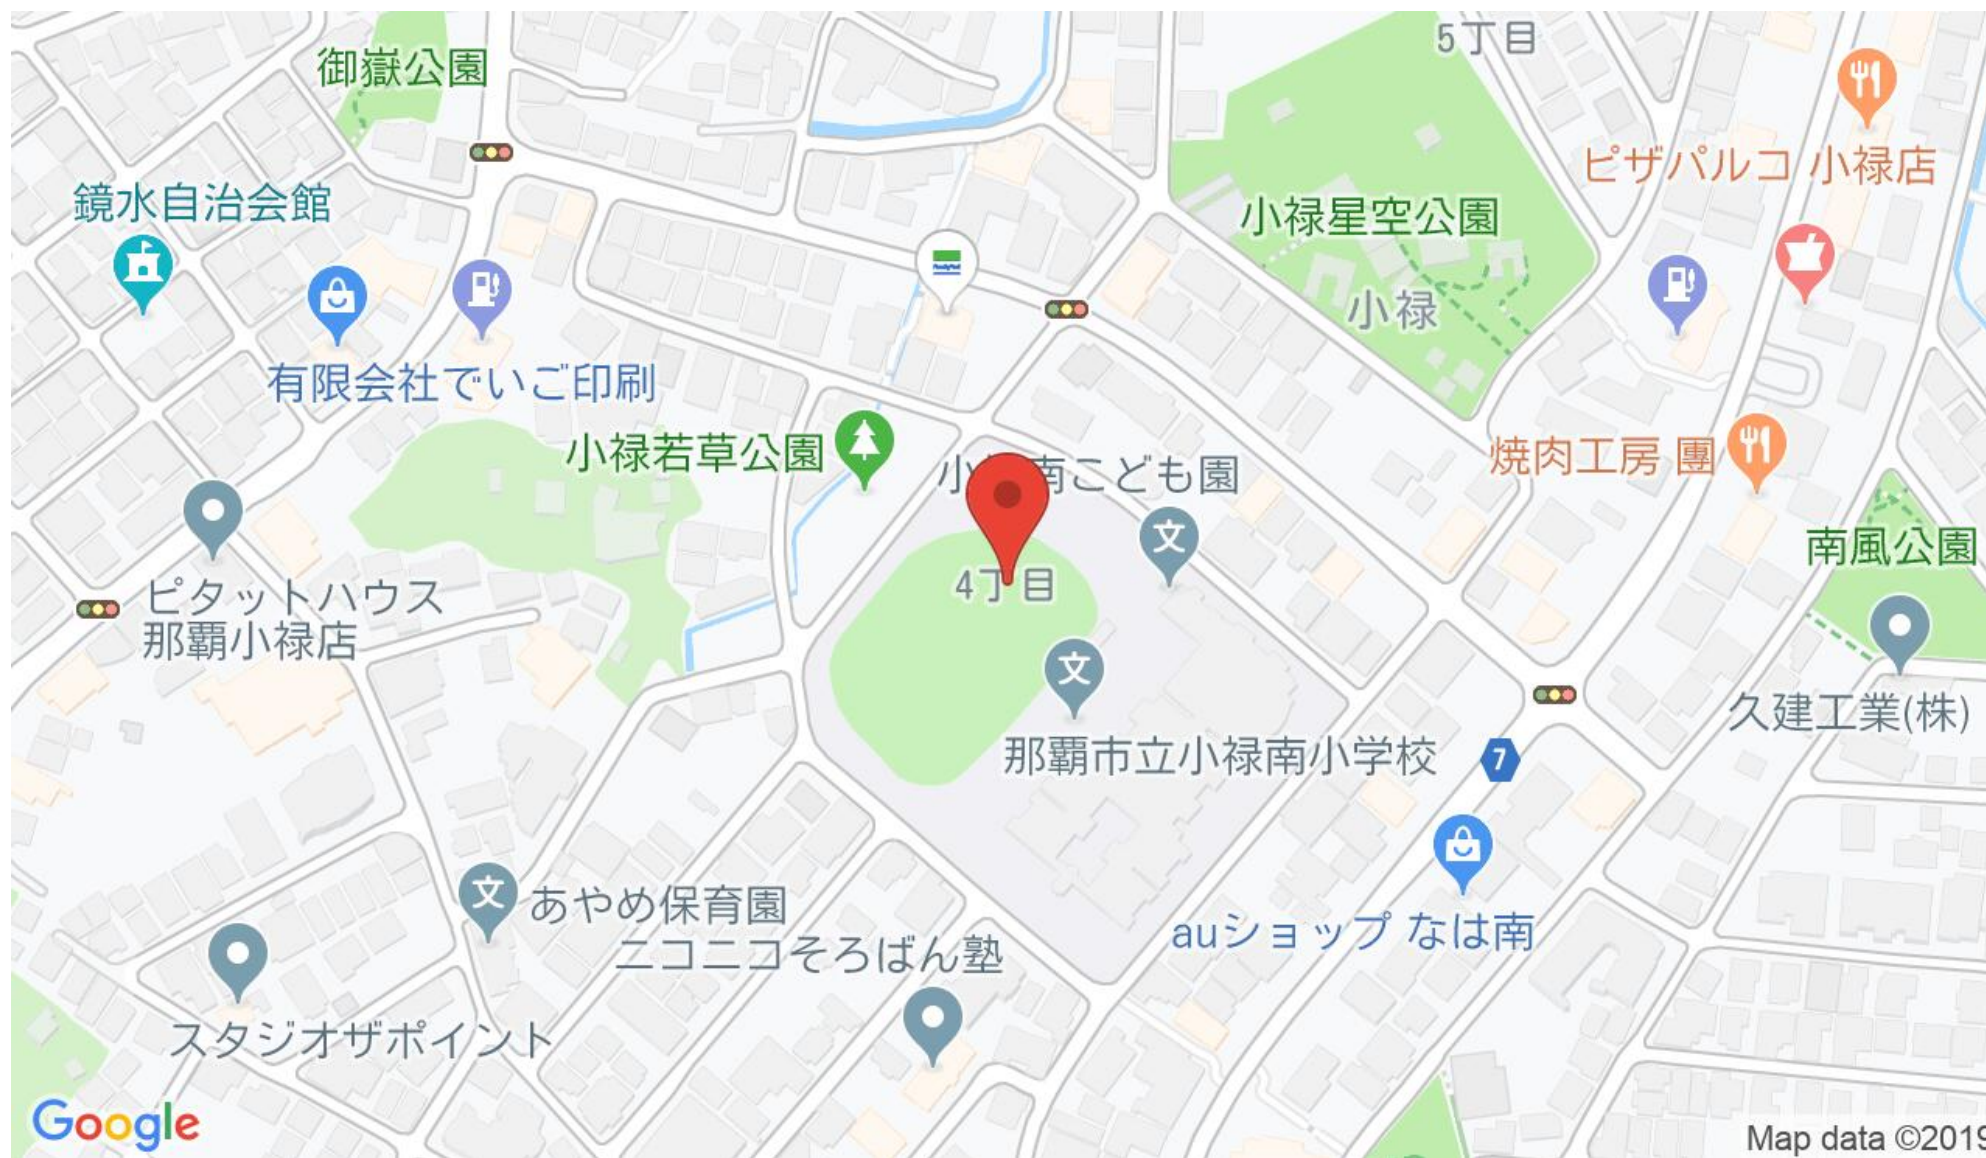 5丁目
御嶽公園
ピザパルコ 小禄店
鏡水自治会館
小禄星空公園
小禄
有限会社でいご印刷
小禄若草公園
焼肉工房 團
南こども園
文
南風公園
4丁目
ピタットハウス
那覇小禄店
文
久建工業(株)
那覇市立小禄南小学校
7
文
あやめ保育園
auショップ なは南
ニコニコそろばん塾
スタジオザポイント
Google
Map data ©2019